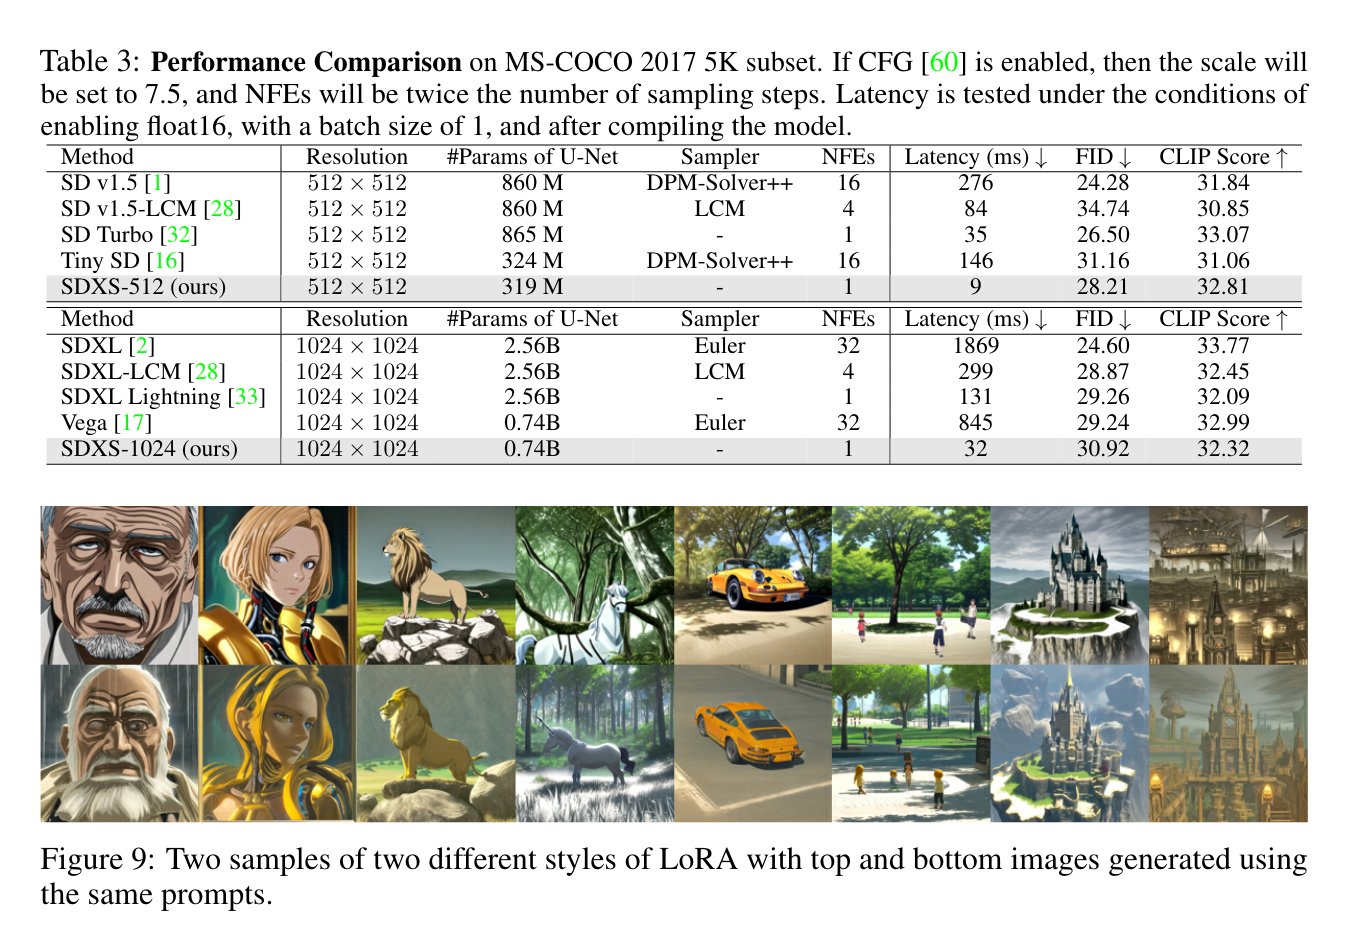 Table 3: Performance Comparison on MS-COCO 2017 5K subset. If CFG [60] is enabled, then the scale will
be set to 7.5, and NFEs will be twice the number of sampling steps. Latency is tested under the conditions of
enabling float16, with a batch size of 1, and after compiling the model.
Method Resolution #Params of U-Net Sampler NFEs Latency (ms) ↓ FID ↓ CLIP Score ↑
SD v1.5 [1] 512 × 512 860 M DPM-Solver++ 16 276 24.28 31.84
SD v1.5-LCM [28] 512 × 512 860 M LCM 4 84 34.74 30.85
SD Turbo [32] 512 × 512 865 M - 1 35 26.50 33.07
Tiny SD [16] 512 × 512 324 M DPM-Solver++ 16 146 31.16 31.06
SDXS-512 (ours) 512 × 512 319 M - 1 9 28.21 32.81
Method Resolution #Params of U-Net Sampler NFEs Latency (ms) ↓ FID ↓ CLIP Score ↑
SDXL [2] 1024 × 1024 2.56B Euler 32 1869 24.60 33.77
SDXL-LCM [28] 1024 × 1024 2.56B LCM 4 299 28.87 32.45
SDXL Lightning [33] 1024 × 1024 2.56B - 1 131 29.26 32.09
Vega [17] 1024 × 1024 0.74B Euler 32 845 29.24 32.99
SDXS-1024 (ours) 1024 × 1024 0.74B - 1 32 30.92 32.32
Figure 9: Two samples of two different styles of LoRA with top and bottom images generated using
the same prompts.